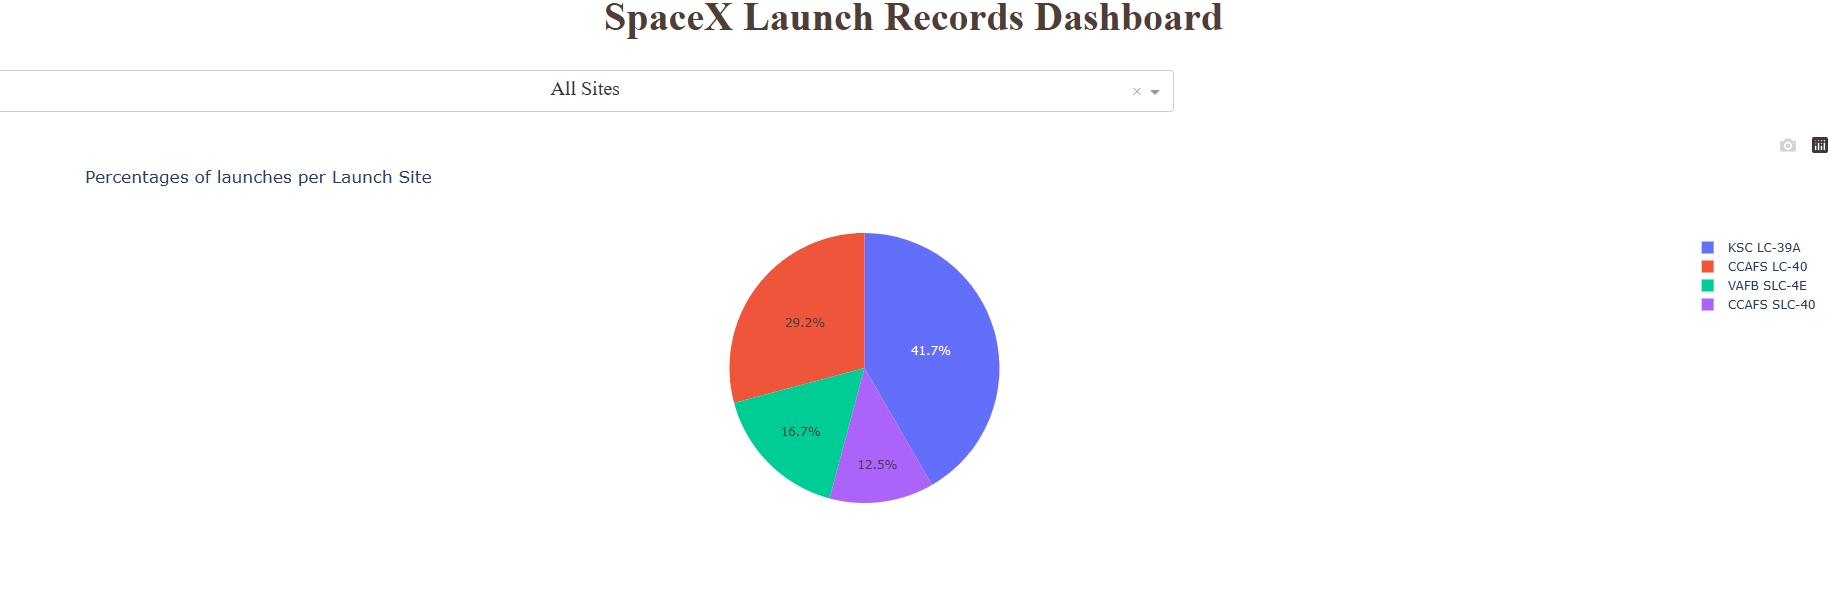 SpaceX Launch Records Dashboard
All Sites
Percentages of launches per Launch Site
29.2%
41.7%
16.7%
12.5%
KSC LC-39A
CCAFS LC-40
VAFB SLC-4E
CCAFS SLC-40